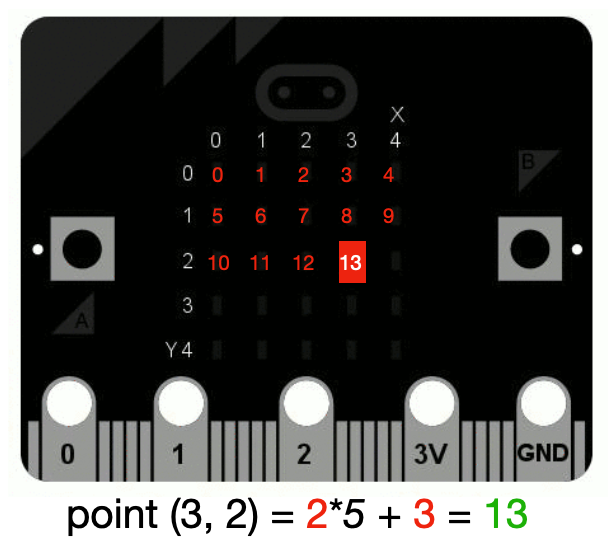 X
0 1 2 3 4
0 0 1 2 3 4
B
1 5 6 7 8 9
2 10 11 12 13
3
A
Y 4
0 1 2 3V GND
point (3, 2) = 2*5 + 3 = 13